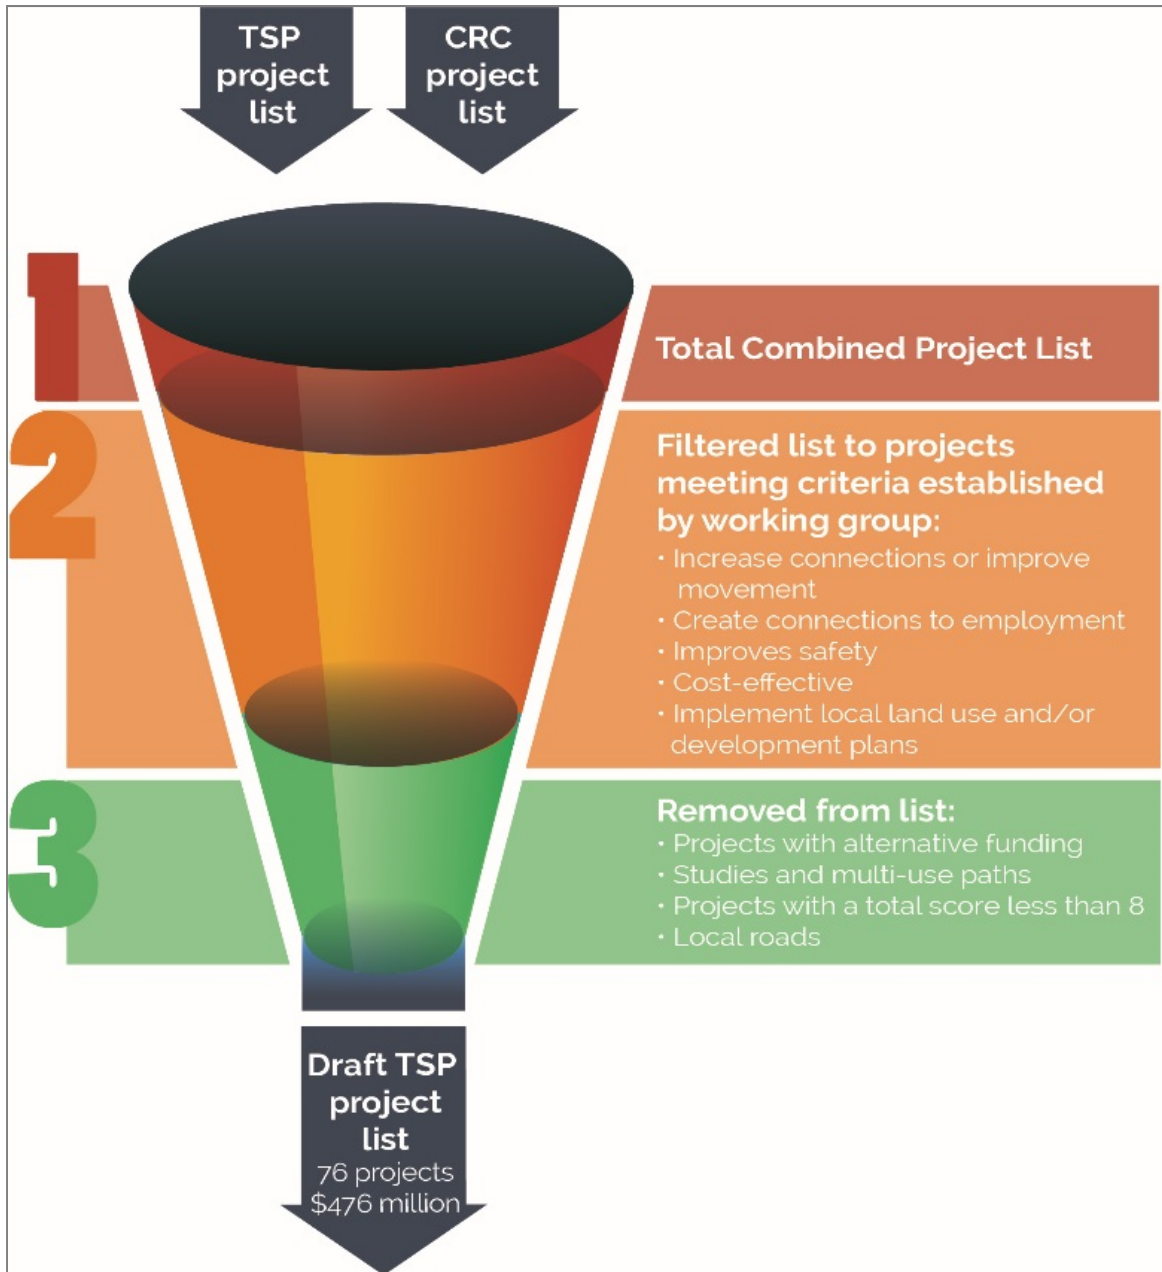 TSP
project
list
CRC
project
list
1
Total Combined Project List
2
Filtered list to projects
meeting criteria established
by working group:
• Increase connections or improve
movement
• Create connections to employment
• Improves safety
• Cost-effective
• Implement local land use and/or
development plans
3
Removed from list:
• Projects with alternative funding
• Studies and multi-use paths
• Projects with a total score less than 8
• Local roads
Draft TSP
project
list
76 projects
$476 million